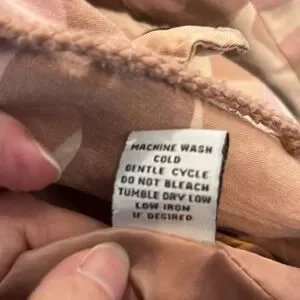 MACHINE WASH
COLD
GENTLE CYCLE
DO NOT BLEACH
TUMBLE DRY LOW
LOW IRON
IF DESIRED